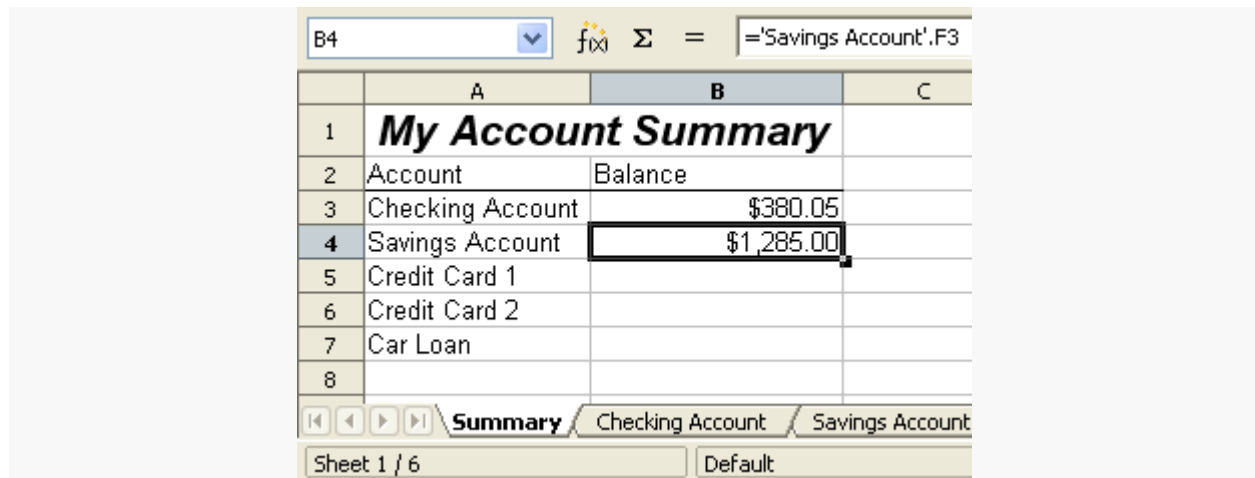 B4 f(x) Σ = ='Savings Account'.F3
A B C
1 My Account Summary
2 Account Balance
3 Checking Account $380.05
4 Savings Account $1,285.00
5 Credit Card 1
6 Credit Card 2
7 Car Loan
8
Summary Checking Account Savings Account
Sheet 1 / 6 Default